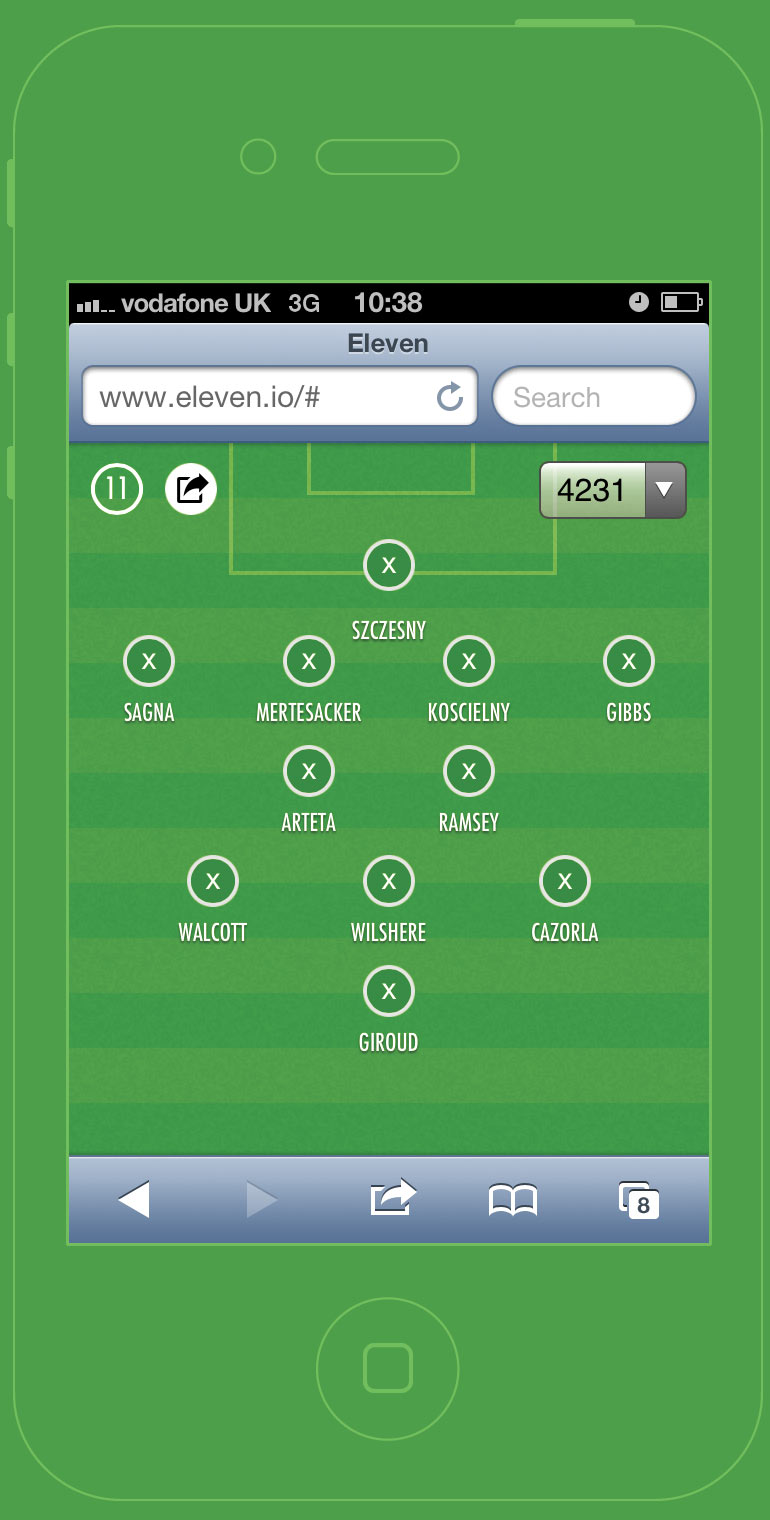 vodafone UK 3G 10:38
Eleven
www.eleven.io/# Search
11 4231
X
SZCZESNY
X X X X
SAGNA MERTESACKER KOSCIELNY GIBBS
X X
ARTETA RAMSEY
X X X
WALCOTT WILSHERE CAZORLA
X
GIROUD
8